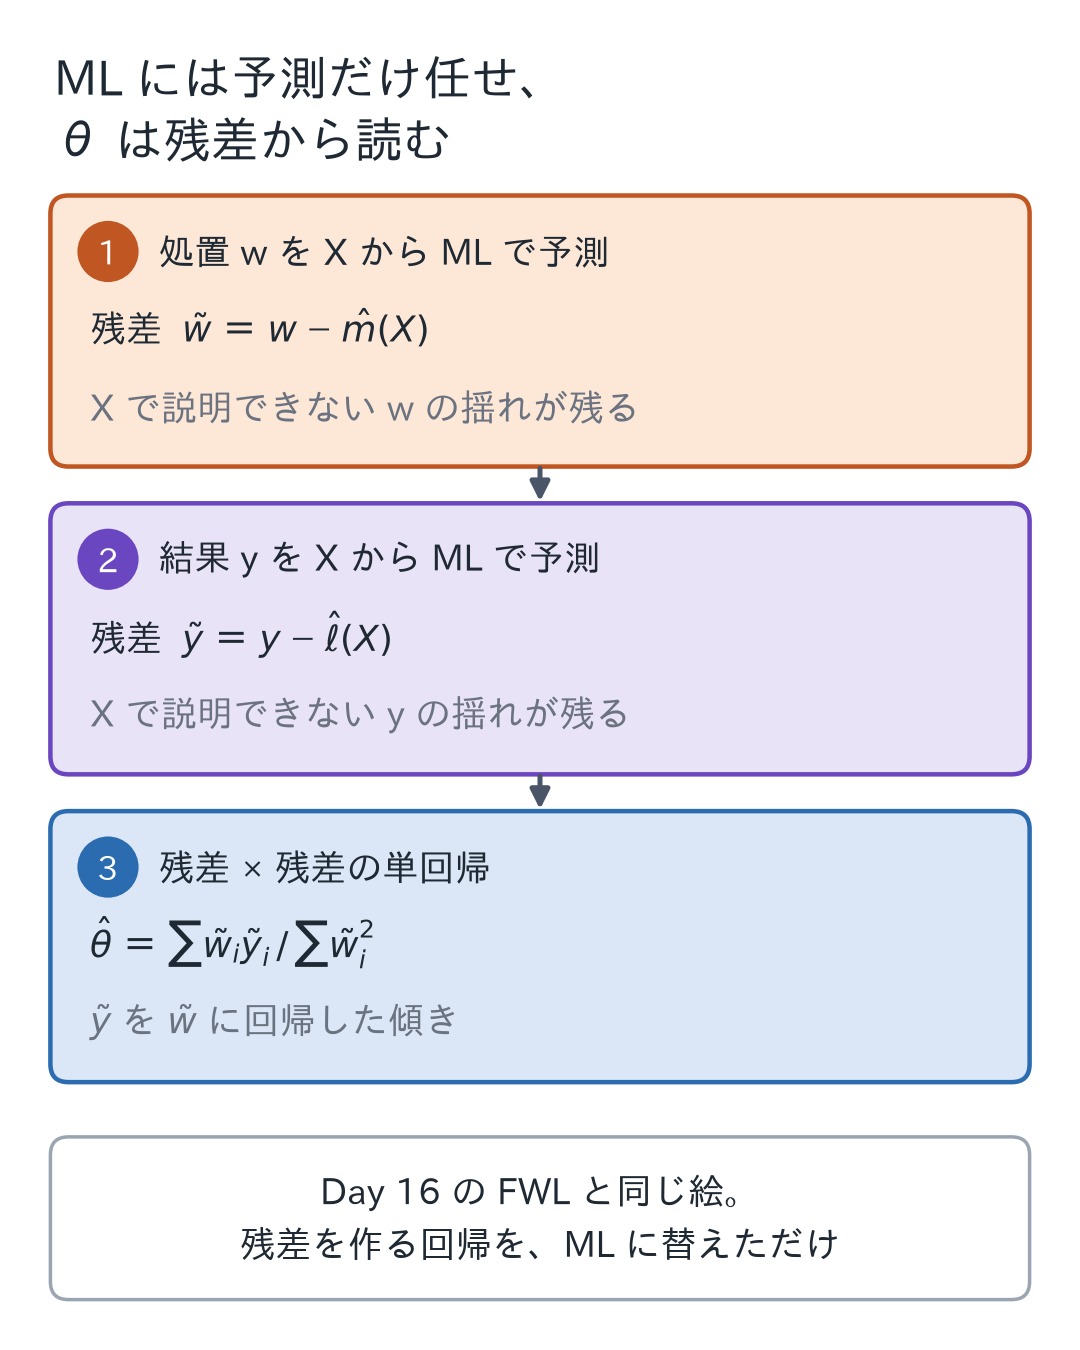 ML には予測だけ任せ、
θ は残差から読む
1 処置 w を X から ML で予測
残差 w̃ = w − m̂(X)
X で説明できない w の揺れが残る
2 結果 y を X から ML で予測
残差 ỹ = y − ℓ̂(X)
X で説明できない y の揺れが残る
3 残差 × 残差の単回帰
θ̂ = ∑w̃ᵢỹᵢ/∑w̃ᵢ²
ỹ を w̃ に回帰した傾き
Day 16 の FWL と同じ絵。
残差を作る回帰を、ML に替えただけ